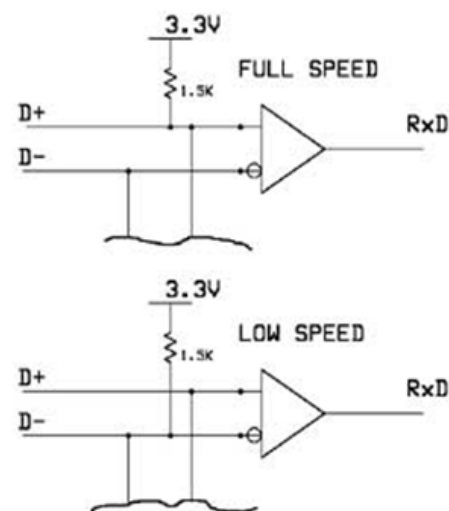 3.3V
1.5K
FULL SPEED
D+
RxD
D-
3.3V
1.5K
LOW SPEED
D+
RxD
D-